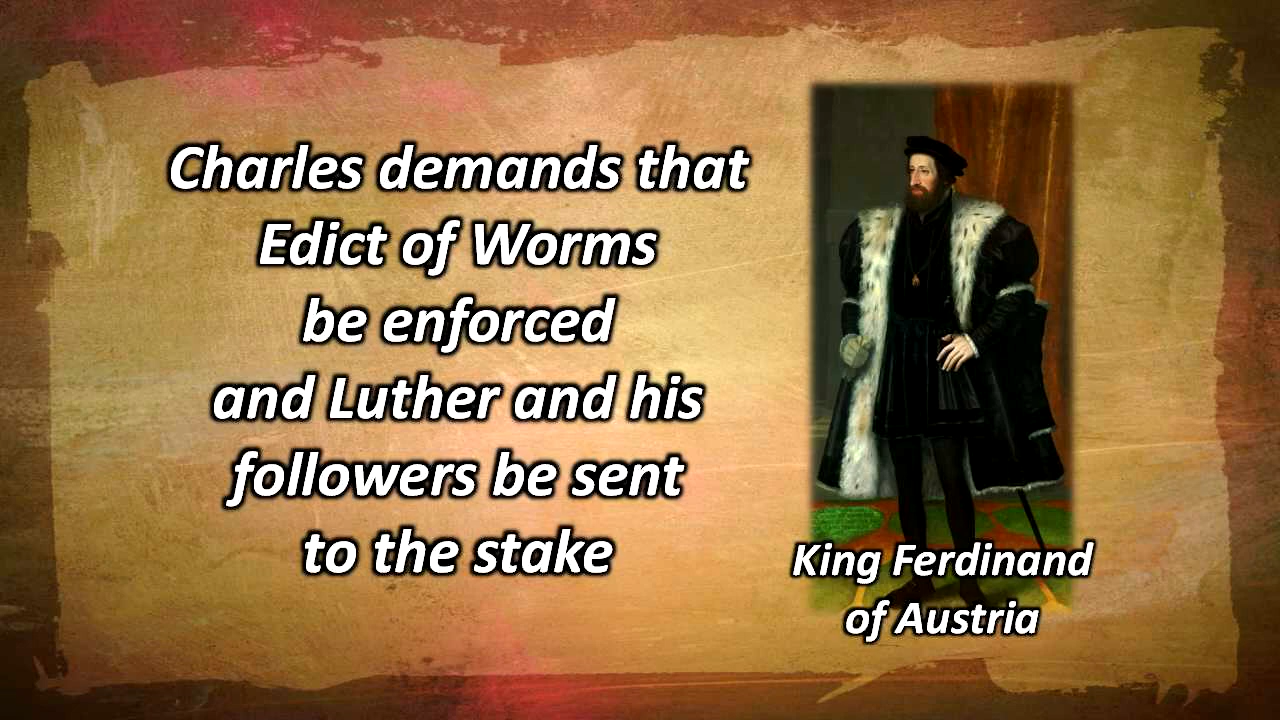 Charles demands that
Edict of Worms
be enforced
and Luther and his
followers be sent
to the stake
King Ferdinand
of Austria